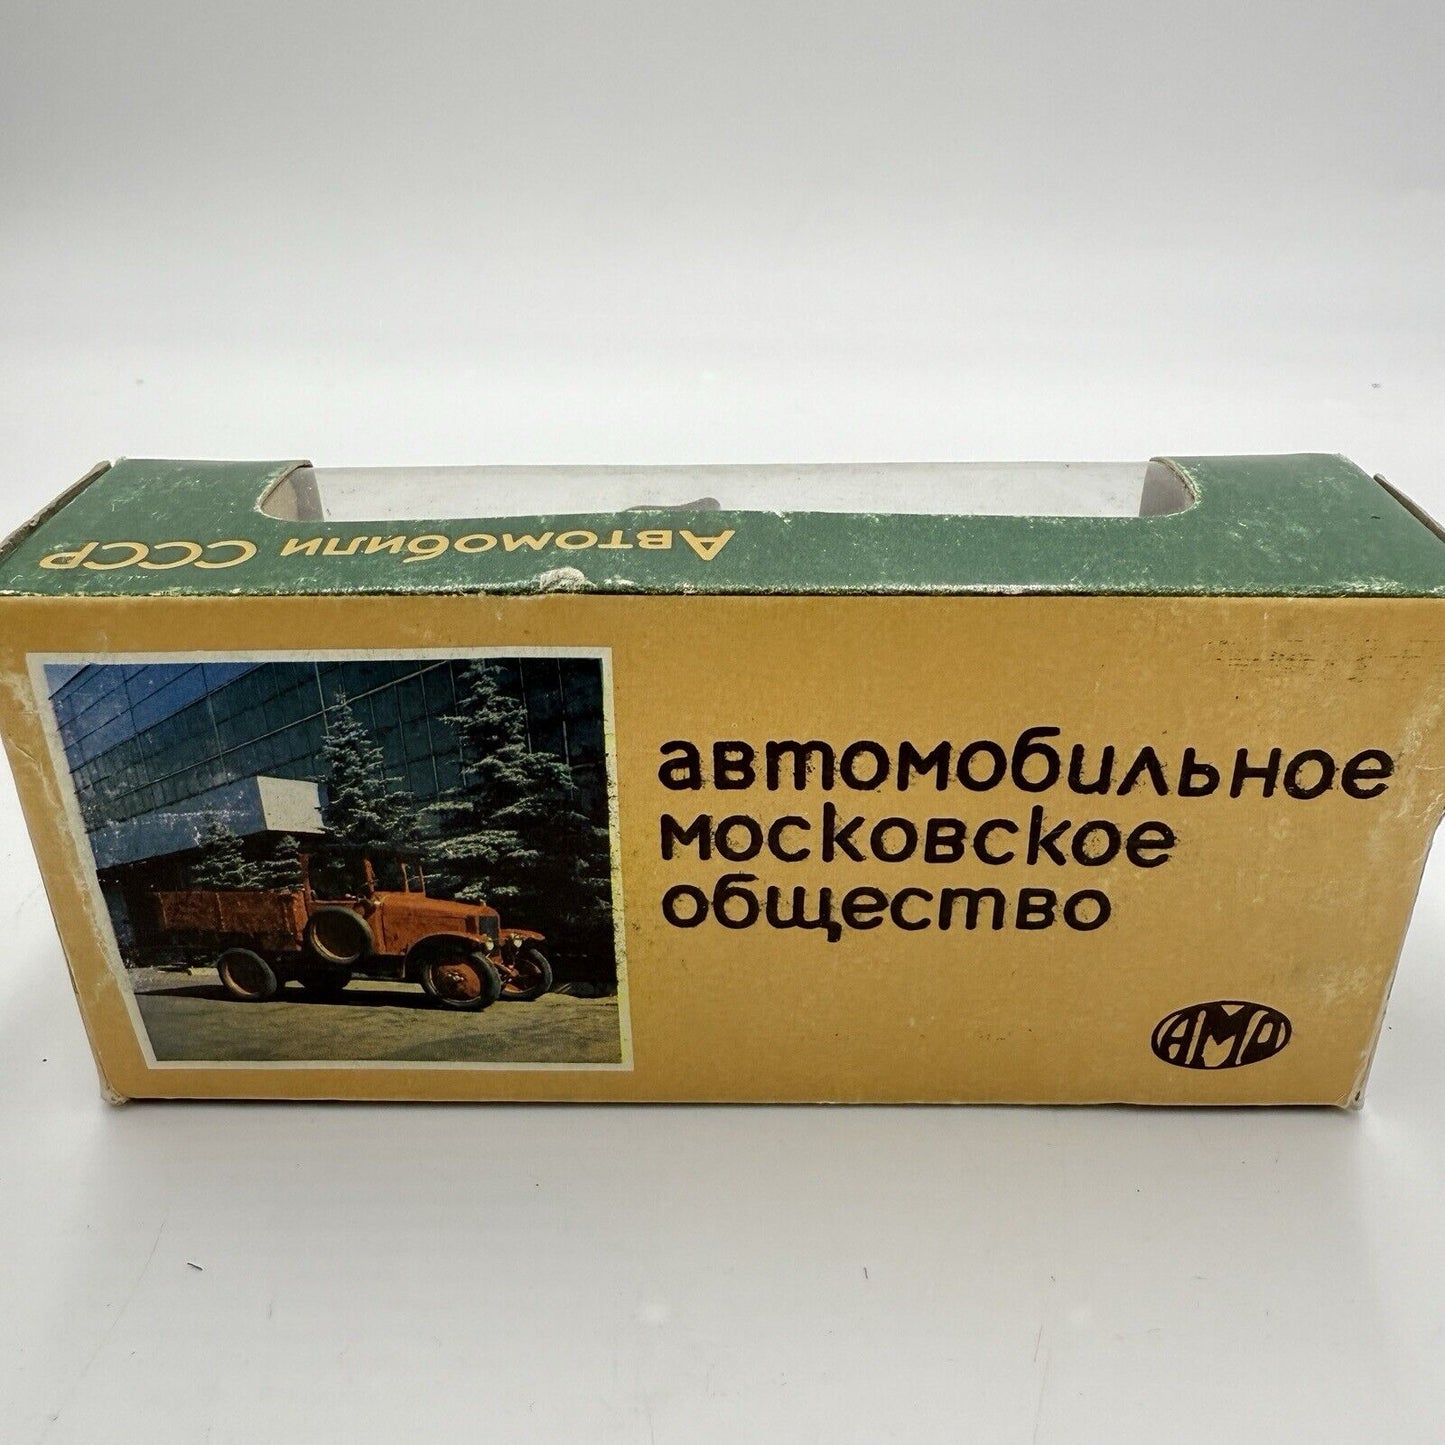 Автомобили СССР
автомобильное
московское
общество
АМО